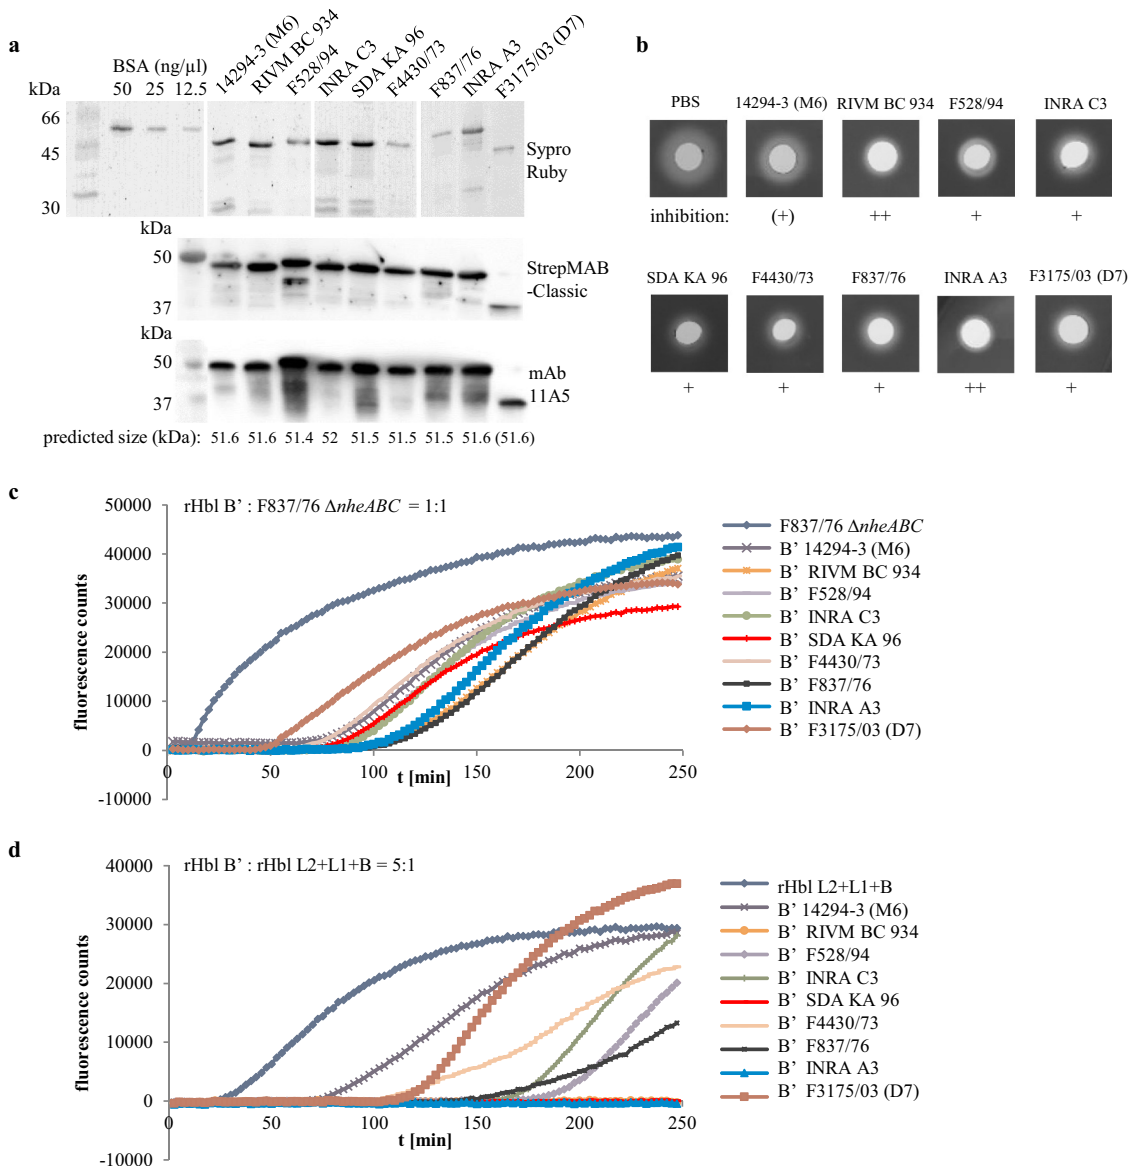 a
BSA (ng/µl)
kDa 50 25 12.5 14294-3 (M6) RIVM BC 934 F528/94 INRA C3 SDA KA 96 F4430/73 F837/76 INRA A3 F3175/03 (D7)
66
45
30
Sypro
Ruby
kDa
50
37
StrepMAB
-Classic
kDa
50
37
mAb
11A5
predicted size (kDa): 51.6 51.6 51.4 52 51.5 51.5 51.5 51.6 (51.6)
b
PBS 14294-3 (M6) RIVM BC 934 F528/94 INRA C3
inhibition: (+) ++ + +
SDA KA 96 F4430/73 F837/76 INRA A3 F3175/03 (D7)
+ + + ++ +
c
rHbl B’ : F837/76 ΔnheABC = 1:1
fluorescence counts
50000
40000
30000
20000
10000
0
-10000
0 50 100 150 200 250
t [min]
F837/76 ΔnheABC
B’ 14294-3 (M6)
B’ RIVM BC 934
B’ F528/94
B’ INRA C3
B’ SDA KA 96
B’ F4430/73
B’ F837/76
B’ INRA A3
B’ F3175/03 (D7)
d
rHbl B’ : rHbl L2+L1+B = 5:1
fluorescence counts
40000
30000
20000
10000
0
-10000
0 50 100 150 200 250
t [min]
rHbl L2+L1+B
B’ 14294-3 (M6)
B’ RIVM BC 934
B’ F528/94
B’ INRA C3
B’ SDA KA 96
B’ F4430/73
B’ F837/76
B’ INRA A3
B’ F3175/03 (D7)